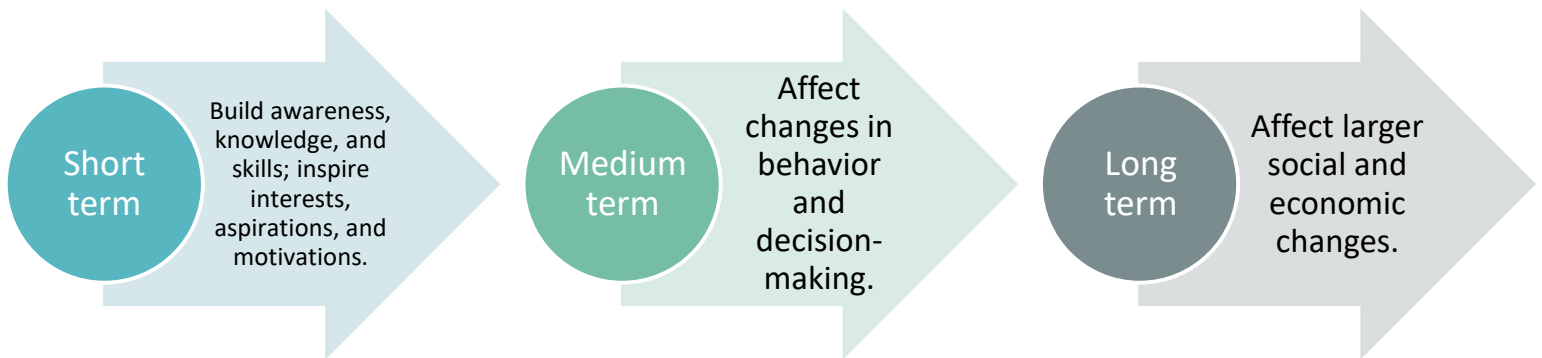 Short
term
Build awareness,
knowledge, and
skills; inspire
interests,
aspirations, and
motivations.
Medium
term
Affect
changes in
behavior
and
decision-
making.
Long
term
Affect larger
social and
economic
changes.